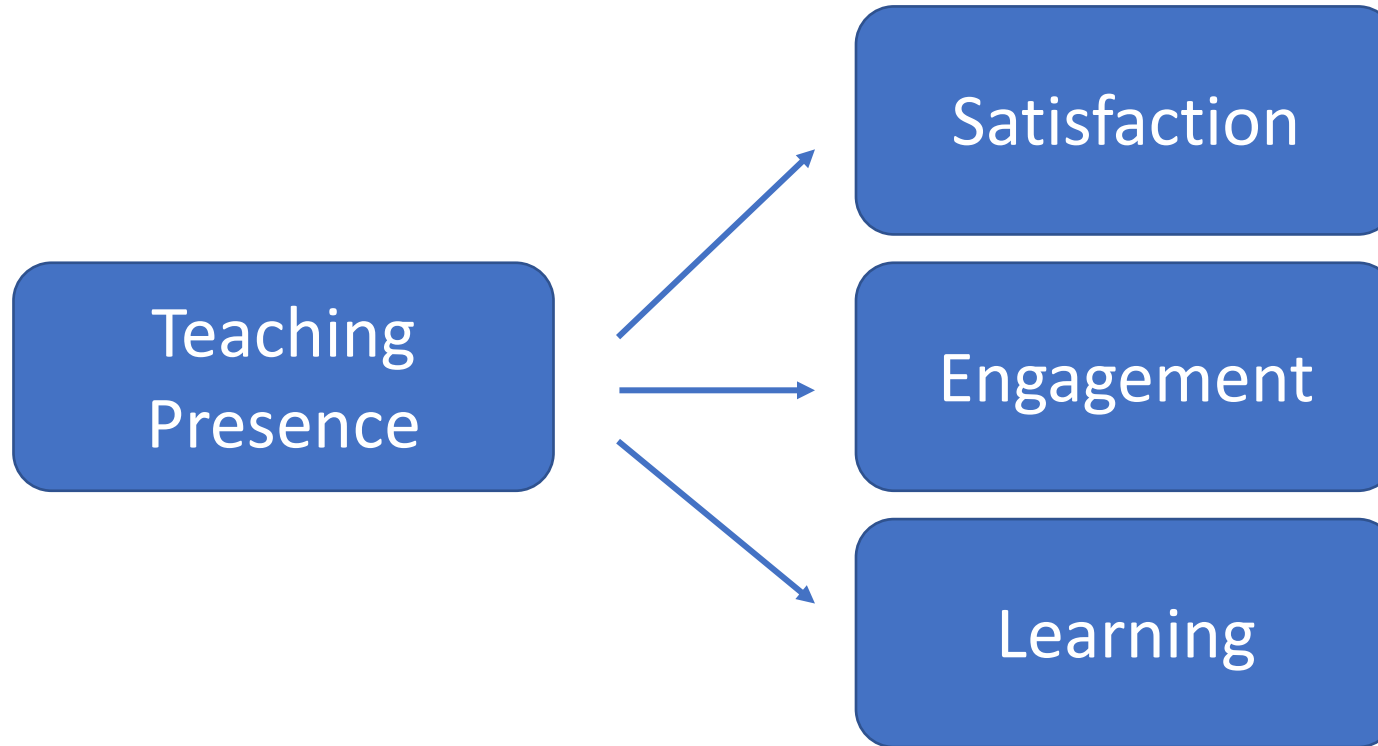 Teaching
Presence
Satisfaction
Engagement
Learning